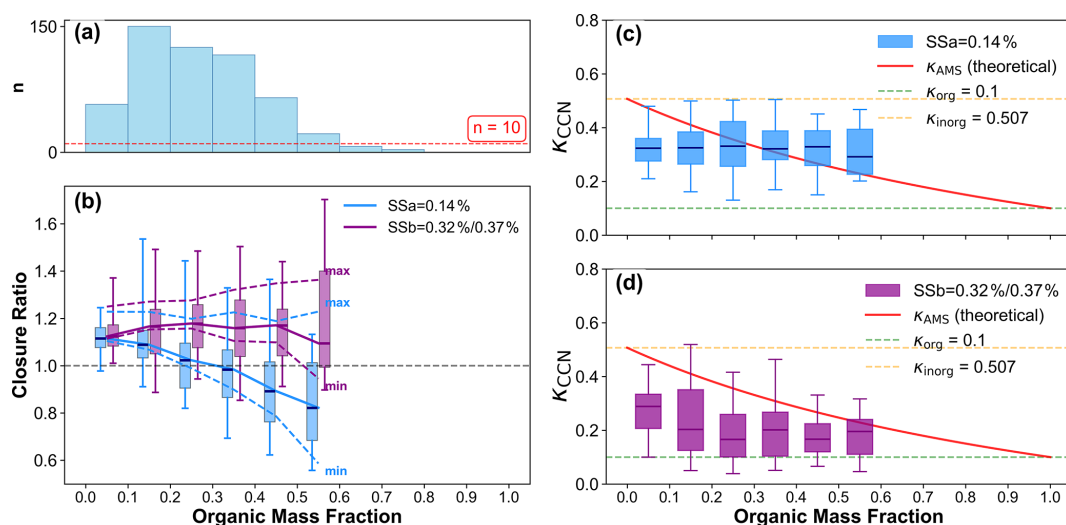 (a)
150
n
n = 10
0
(b)
SSa=0.14%
SSb=0.32%/0.37%
1.6
1.4
max
max
1.2
Closure Ratio
1.0
min
0.8
0.6
min
0.0 0.1 0.2 0.3 0.4 0.5 0.6 0.7 0.8 0.9 1.0
Organic Mass Fraction
(c)
0.8
SSa=0.14%
κAMS (theoretical)
0.6
κorg = 0.1
κinorg = 0.507
KCCN
0.4
0.2
0.0
(d)
0.8
SSb=0.32%/0.37%
κAMS (theoretical)
0.6
κorg = 0.1
κinorg = 0.507
KCCN
0.4
0.2
0.0
0.0 0.1 0.2 0.3 0.4 0.5 0.6 0.7 0.8 0.9 1.0
Organic Mass Fraction